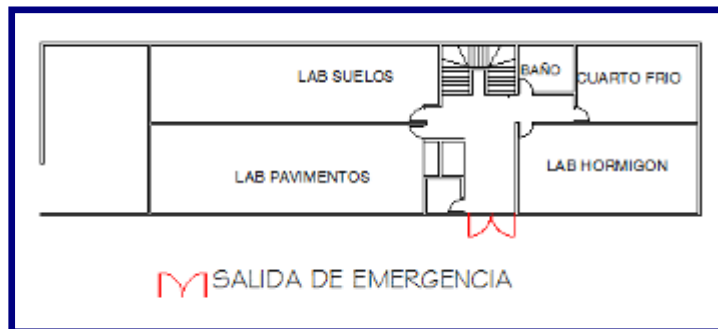 LAB SUELOS
BAÑO
CUARTO FRIO
LAB PAVIMENTOS
LAB HORMIGON
SALIDA DE EMERGENCIA